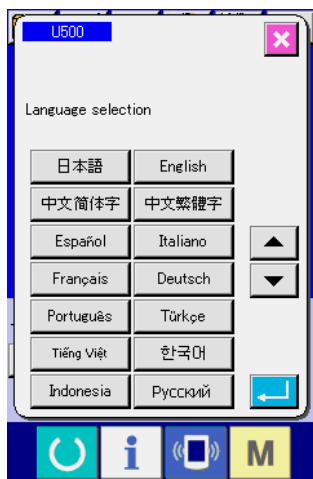 U500
Language selection
日本語 English
中文简体字 中文繁體字
Español Italiano
Français Deutsch
Português Türkçe
Tiếng Việt 한국어
Indonesia Русский
i M